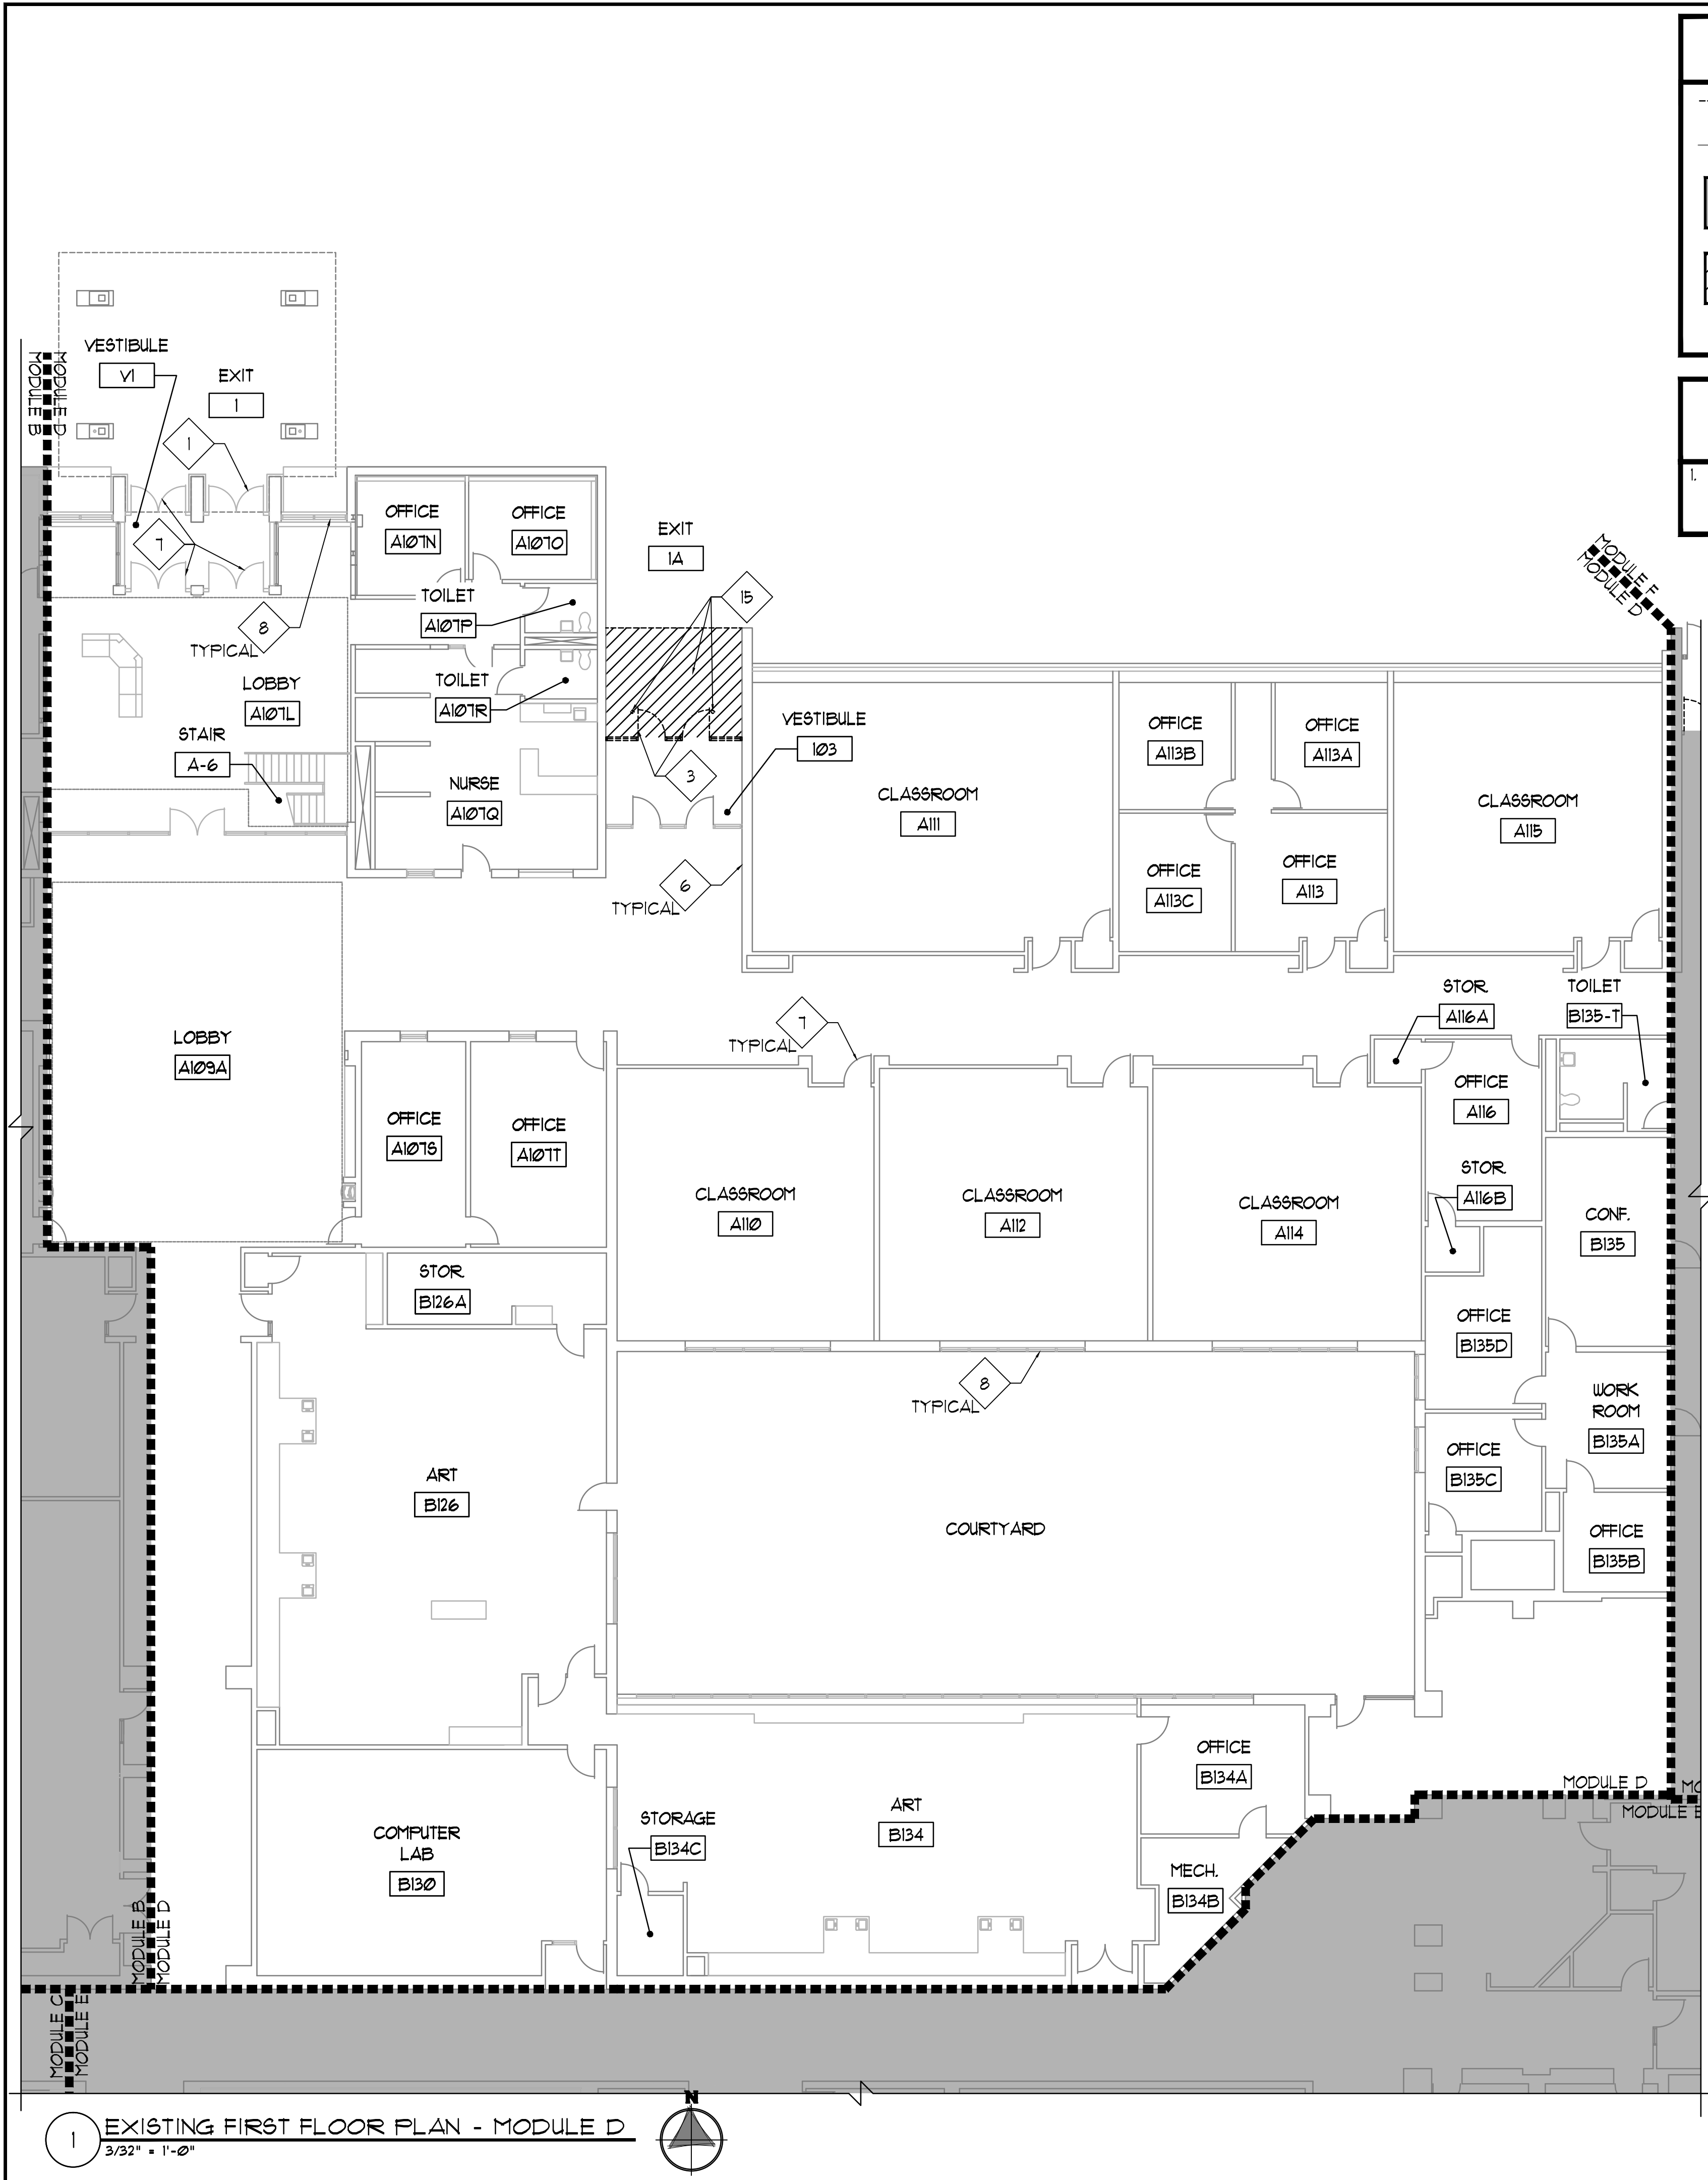 VESTIBULE
V1
EXIT
1
MODULE B
MODULE D
1
7
8
TYPICAL
OFFICE
A107N
OFFICE
A107O
EXIT
1A
15
1.
MODULE F
MODULE D
TOILET
A107P
LOBBY
A107L
TOILET
A107R
STAIR
A-6
VESTIBULE
103
3
NURSE
A107Q
OFFICE
A113B
OFFICE
A113A
CLASSROOM
A111
CLASSROOM
A115
6
TYPICAL
OFFICE
A113C
OFFICE
A113
STOR.
A116A
TOILET
B135-T
LOBBY
A109A
7
TYPICAL
OFFICE
A107S
OFFICE
A107T
OFFICE
A116
CLASSROOM
A110
CLASSROOM
A112
CLASSROOM
A114
STOR.
A116B
CONF.
B135
STOR.
B126A
OFFICE
B135D
8
TYPICAL
WORK
ROOM
B135A
ART
B126
OFFICE
B135C
COURTYARD
OFFICE
B135B
OFFICE
B134A
MODULE D
MODULE E
COMPUTER
LAB
B130
STORAGE
B134C
ART
B134
MECH.
B134B
MODULE B
MODULE D
MODULE C
MODULE E
1
EXISTING FIRST FLOOR PLAN - MODULE D
3/32" = 1'-0"
N